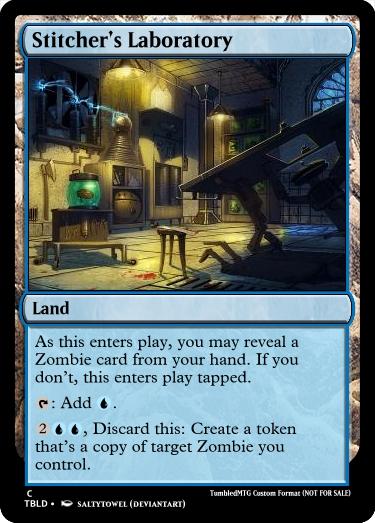 Stitcher's Laboratory
Land
As this enters play, you may reveal a
Zombie card from your hand. If you
don't, this enters play tapped.
: Add .
2, Discard this: Create a token
that's a copy of target Zombie you
control.
C
TBLD • SALTYTOWEL (DEVIANTART)
TumbledMTG Custom Format (NOT FOR SALE)